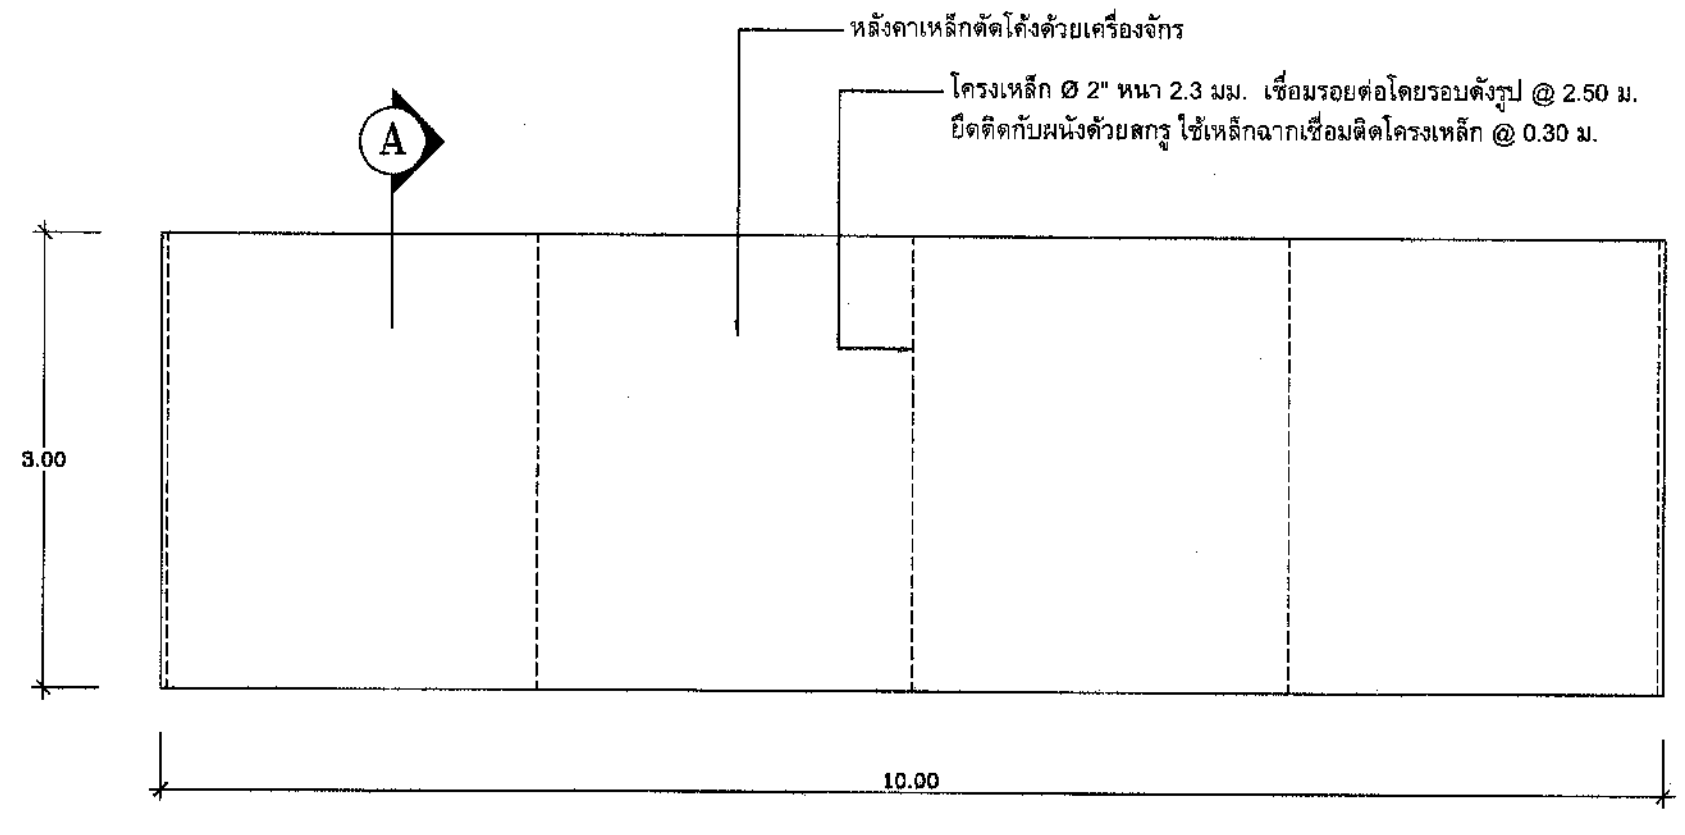 หลังคาเหล็กดัดโค้งด้วยเครื่องจักร
โครงเหล็ก Ø 2" หนา 2.3 มม. เชื่อมรอยต่อโดยรอบดังรูป @ 2.50 ม.
ยึดติดกับผนังด้วยสกรู ใช้เหล็กฉากเชื่อมติดโครงเหล็ก @ 0.30 ม.
A
3.00
10.00